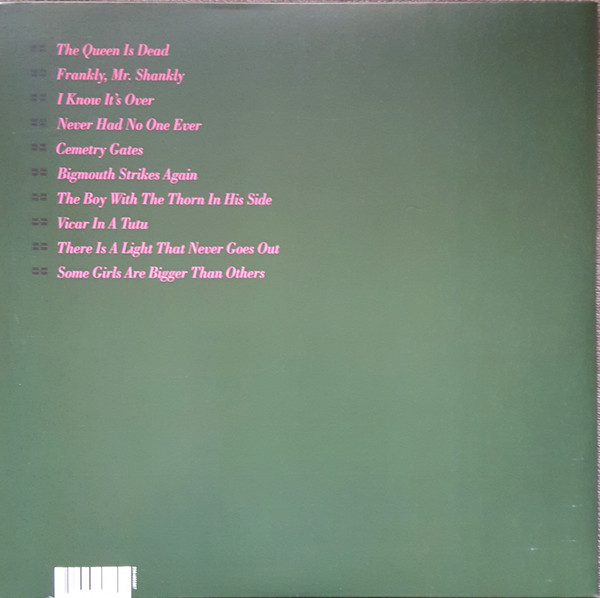 The Queen Is Dead
Frankly, Mr. Shankly
I Know It's Over
Never Had No One Ever
Cemetry Gates
Bigmouth Strikes Again
The Boy With The Thorn In His Side
Vicar In A Tutu
There Is A Light That Never Goes Out
Some Girls Are Bigger Than Others